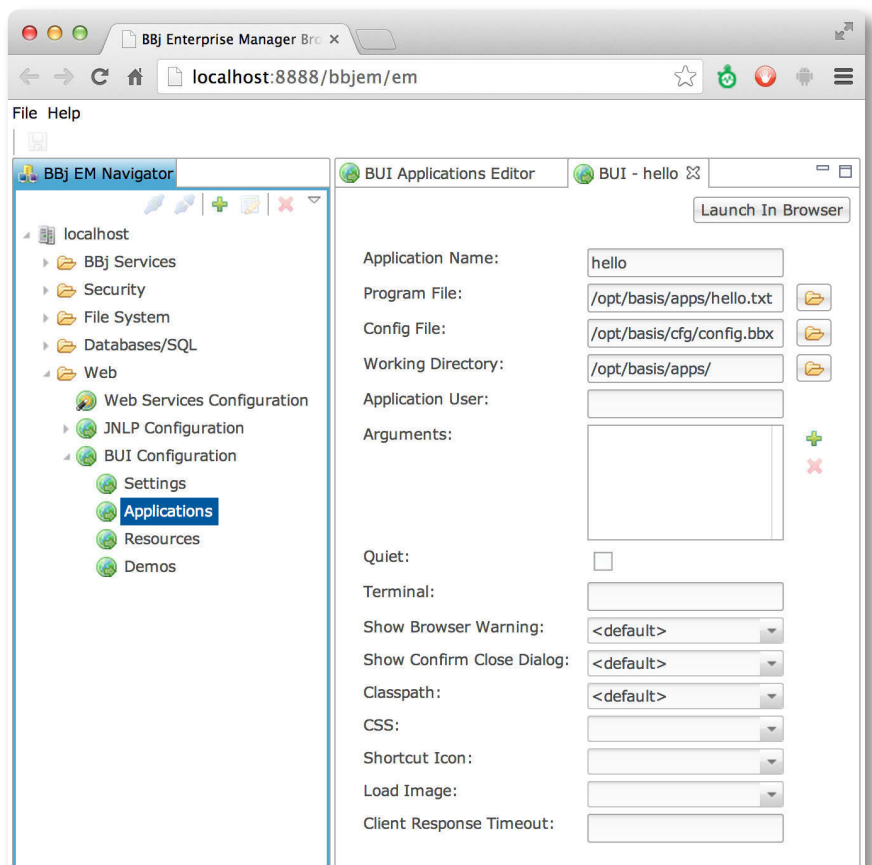 BBj Enterprise Manager Bro
localhost:8888/bbjem/em
File Help
BBj EM Navigator
localhost
BBj Services
Security
File System
Databases/SQL
Web
Web Services Configuration
JNLP Configuration
BUI Configuration
Settings
Applications
Resources
Demos
BUI Applications Editor
BUI - hello
Launch In Browser
Application Name: hello
Program File: /opt/basis/apps/hello.txt
Config File: /opt/basis/cfg/config.bbx
Working Directory: /opt/basis/apps/
Application User:
Arguments:
Quiet:
Terminal:
Show Browser Warning: <default>
Show Confirm Close Dialog: <default>
Classpath: <default>
CSS:
Shortcut Icon:
Load Image:
Client Response Timeout: